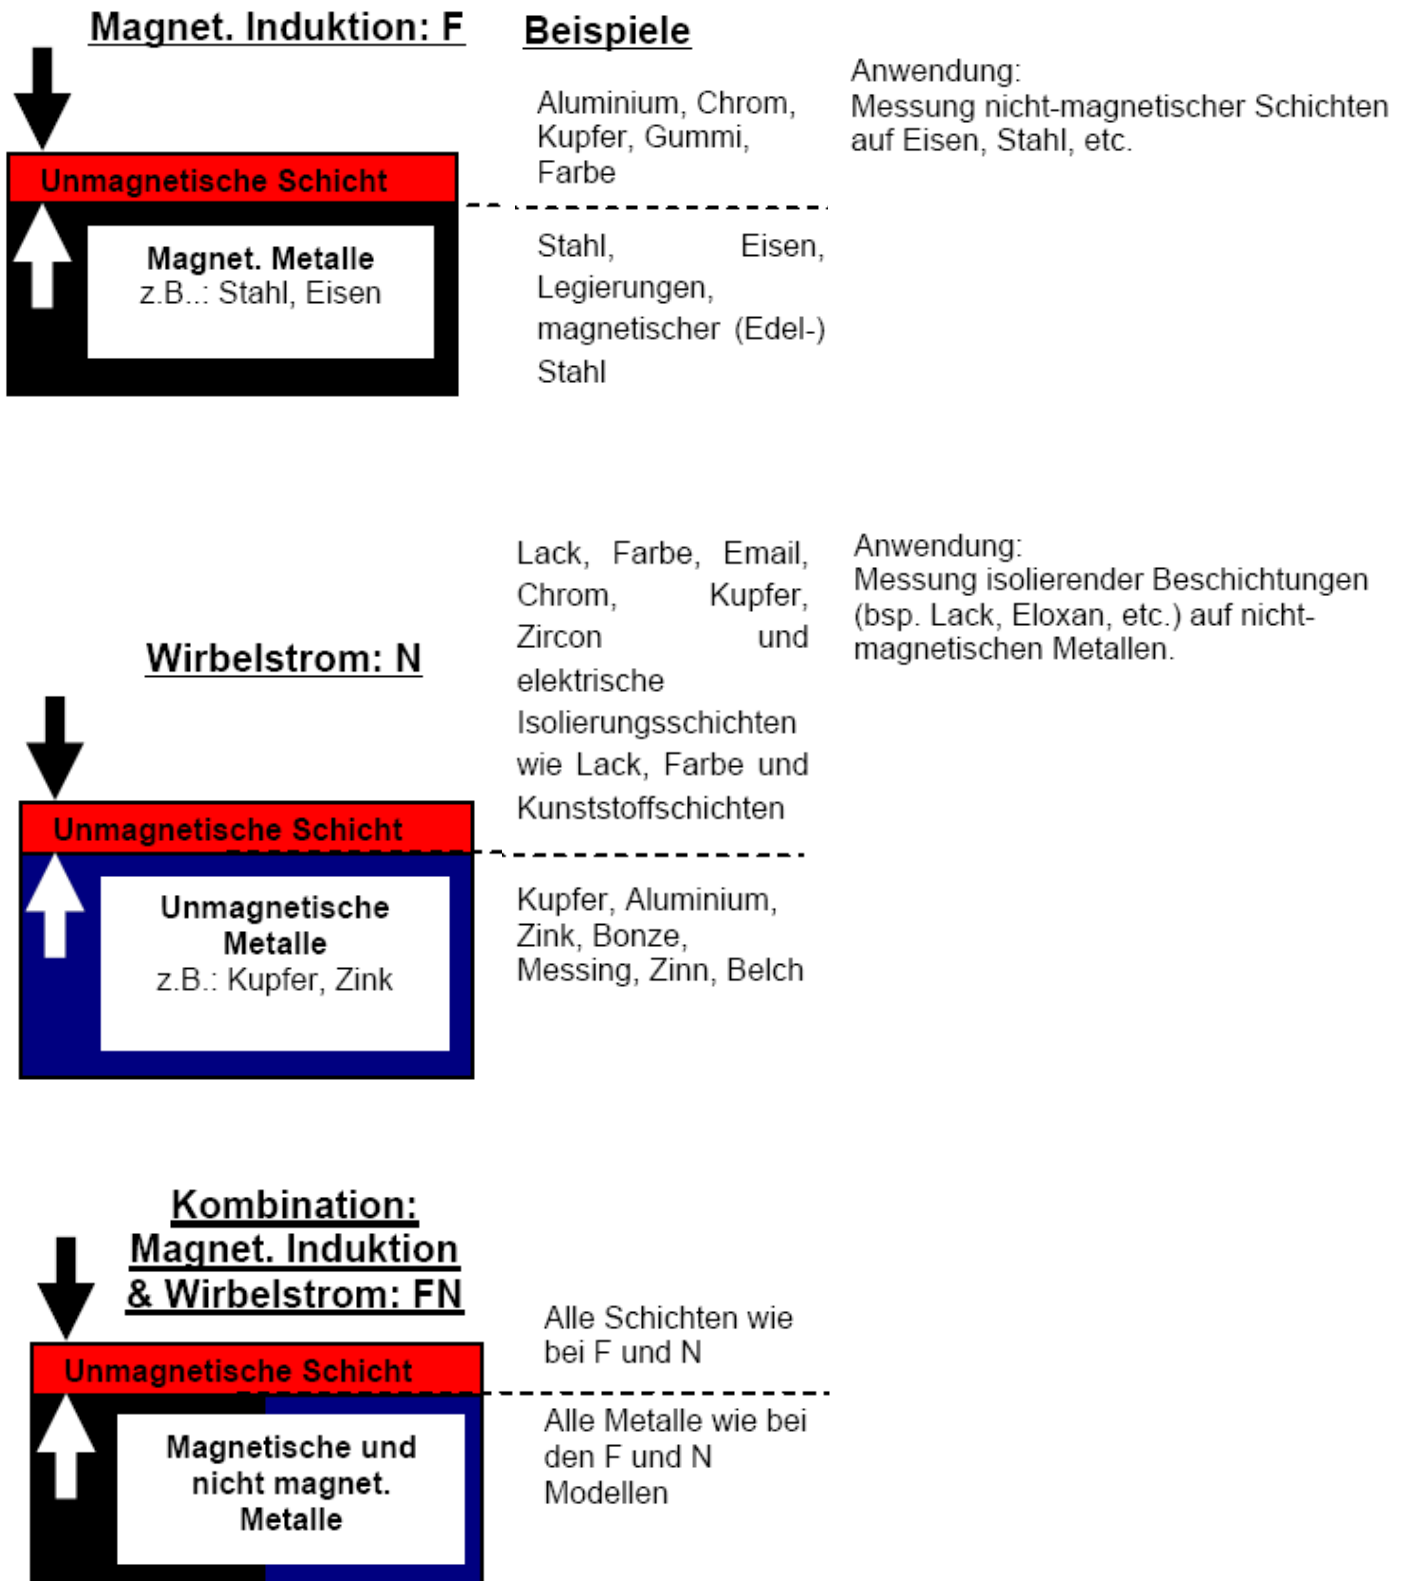 Magnet. Induktion: F
Beispiele
Aluminium, Chrom,
Kupfer, Gummi,
Farbe
Anwendung:
Messung nicht-magnetischer Schichten
auf Eisen, Stahl, etc.
Unmagnetische Schicht
Magnet. Metalle
z.B..: Stahl, Eisen
Stahl, Eisen,
Legierungen,
magnetischer (Edel-)
Stahl
Wirbelstrom: N
Lack, Farbe, Email,
Chrom, Kupfer,
Zircon und
elektrische
Isolierungsschichten
wie Lack, Farbe und
Kunststoffschichten
Anwendung:
Messung isolierender Beschichtungen
(bsp. Lack, Eloxan, etc.) auf nicht-
magnetischen Metallen.
Unmagnetische Schicht
Unmagnetische
Metalle
z.B.: Kupfer, Zink
Kupfer, Aluminium,
Zink, Bonze,
Messing, Zinn, Belch
Kombination:
Magnet. Induktion
& Wirbelstrom: FN
Alle Schichten wie
bei F und N
Unmagnetische Schicht
Magnetische und
nicht magnet.
Metalle
Alle Metalle wie bei
den F und N
Modellen